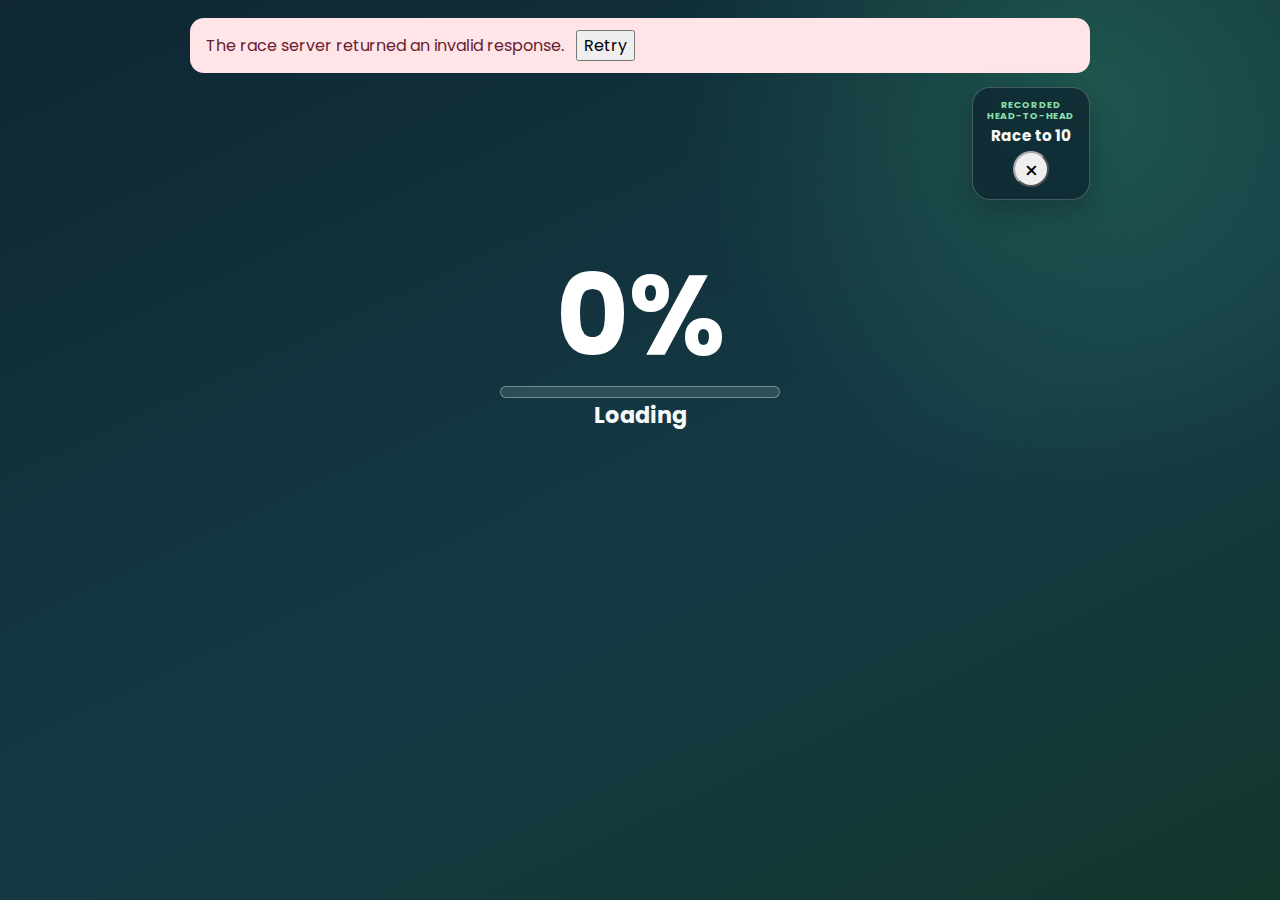 The race server returned an invalid response. Retry
RECORDED
HEAD-TO-HEAD
Race to 10
×
0%
Loading